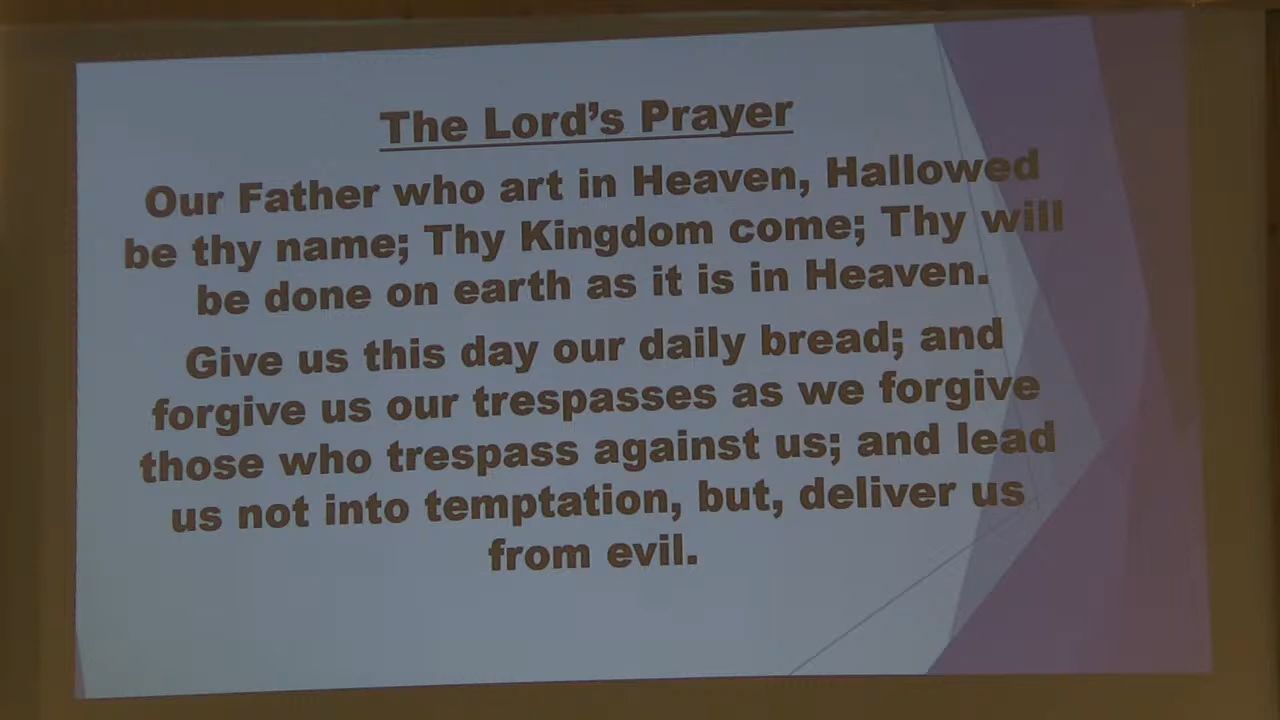 The Lord's Prayer
Our Father who art in Heaven, Hallowed
be thy name; Thy Kingdom come; Thy will
be done on earth as it is in Heaven.
Give us this day our daily bread; and
forgive us our trespasses as we forgive
those who trespass against us; and lead
us not into temptation, but, deliver us
from evil.